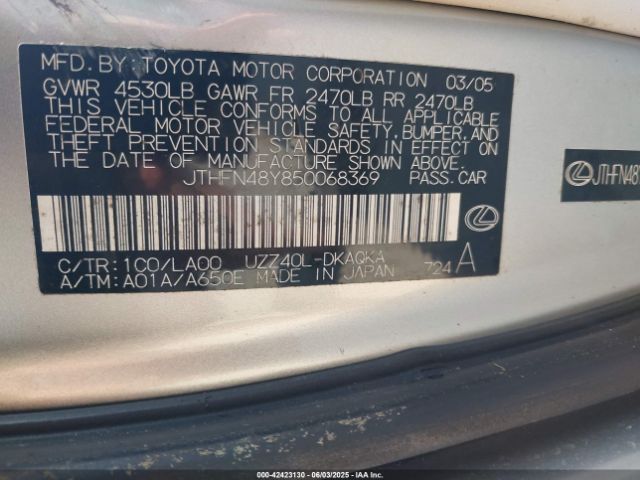 MFD.BY:TOYOTA MOTOR CORPORATION 03/05
GVWR 4530LB GAWR FR 2470LB RR 2470LB
THIS VEHICLE CONFORMS TO ALL APPLICABLE
FEDERAL MOTOR VEHICLE SAFETY,BUMPER,AND
THEFT PREVENTION STANDARDS IN EFFECT ON
THE DATE OF MANUFACTURE SHOWN ABOVE.
JTHFN48Y850068369 PASS.CAR
C/TR:1C0/LA00 UZZ40L-DKAQKA 724 A
A/TM:A01A/A650E MADE IN JAPAN
JTHFN48Y
000-42423130 - 06/03/2025 - IAAI.COM